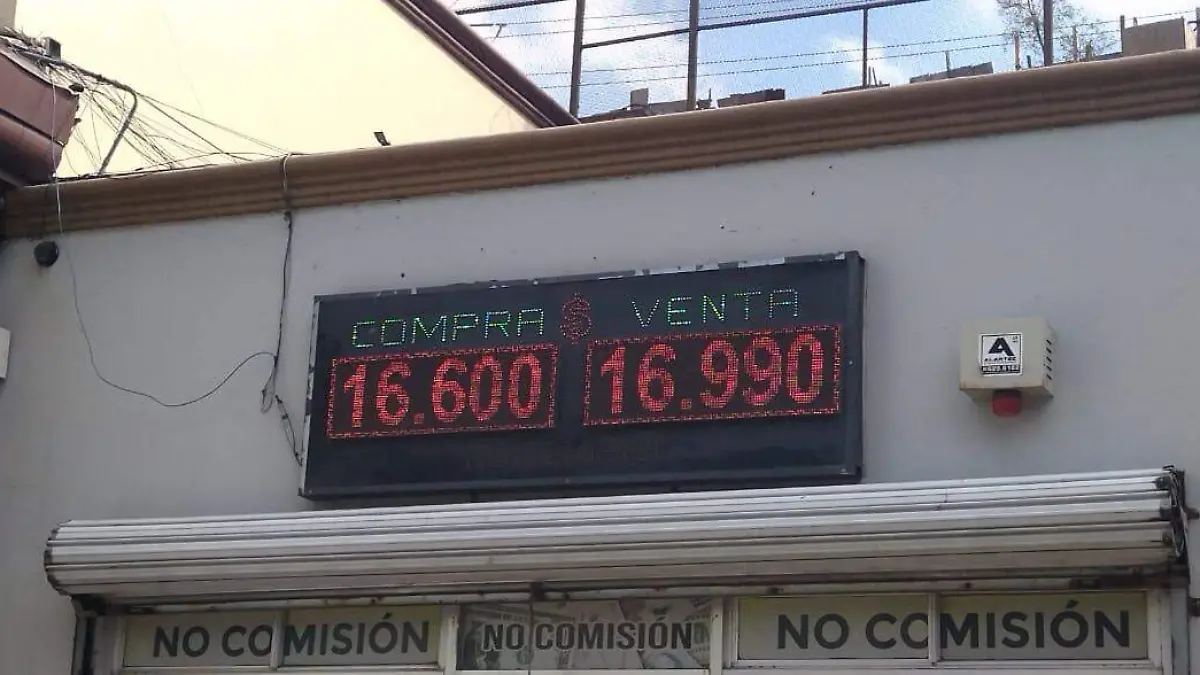 COMPRA $ VENTA
16.600 16.990
A
NO COMISIÓN NO COMISIÓN NO COMISIÓN